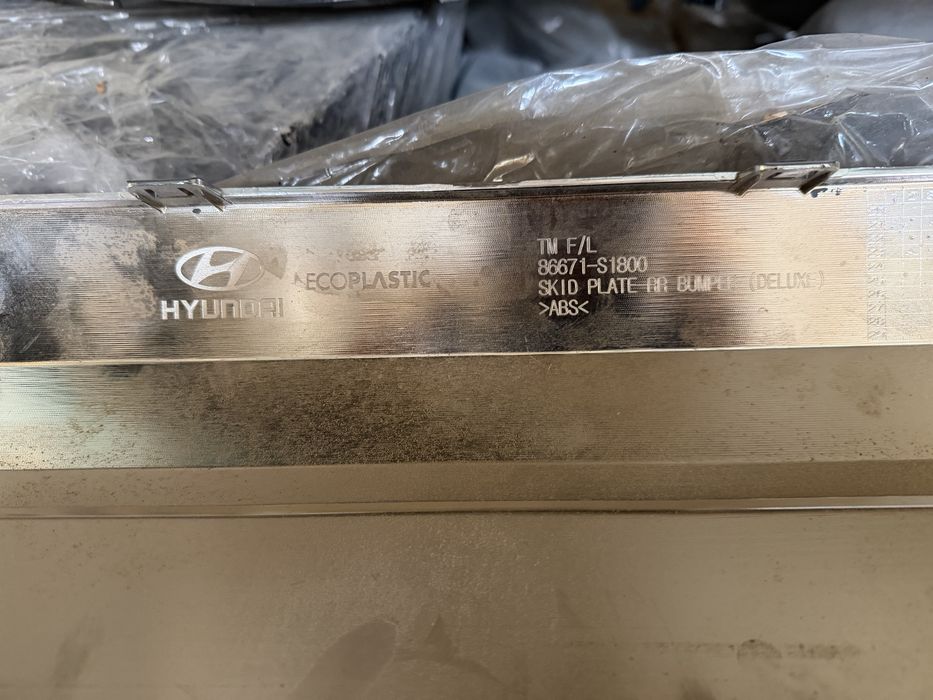 HYUNDAI
ECOPLASTIC
TM F/L
86671-S1800
SKID PLATE RR BUMPER (DELUXE)
>ABS<